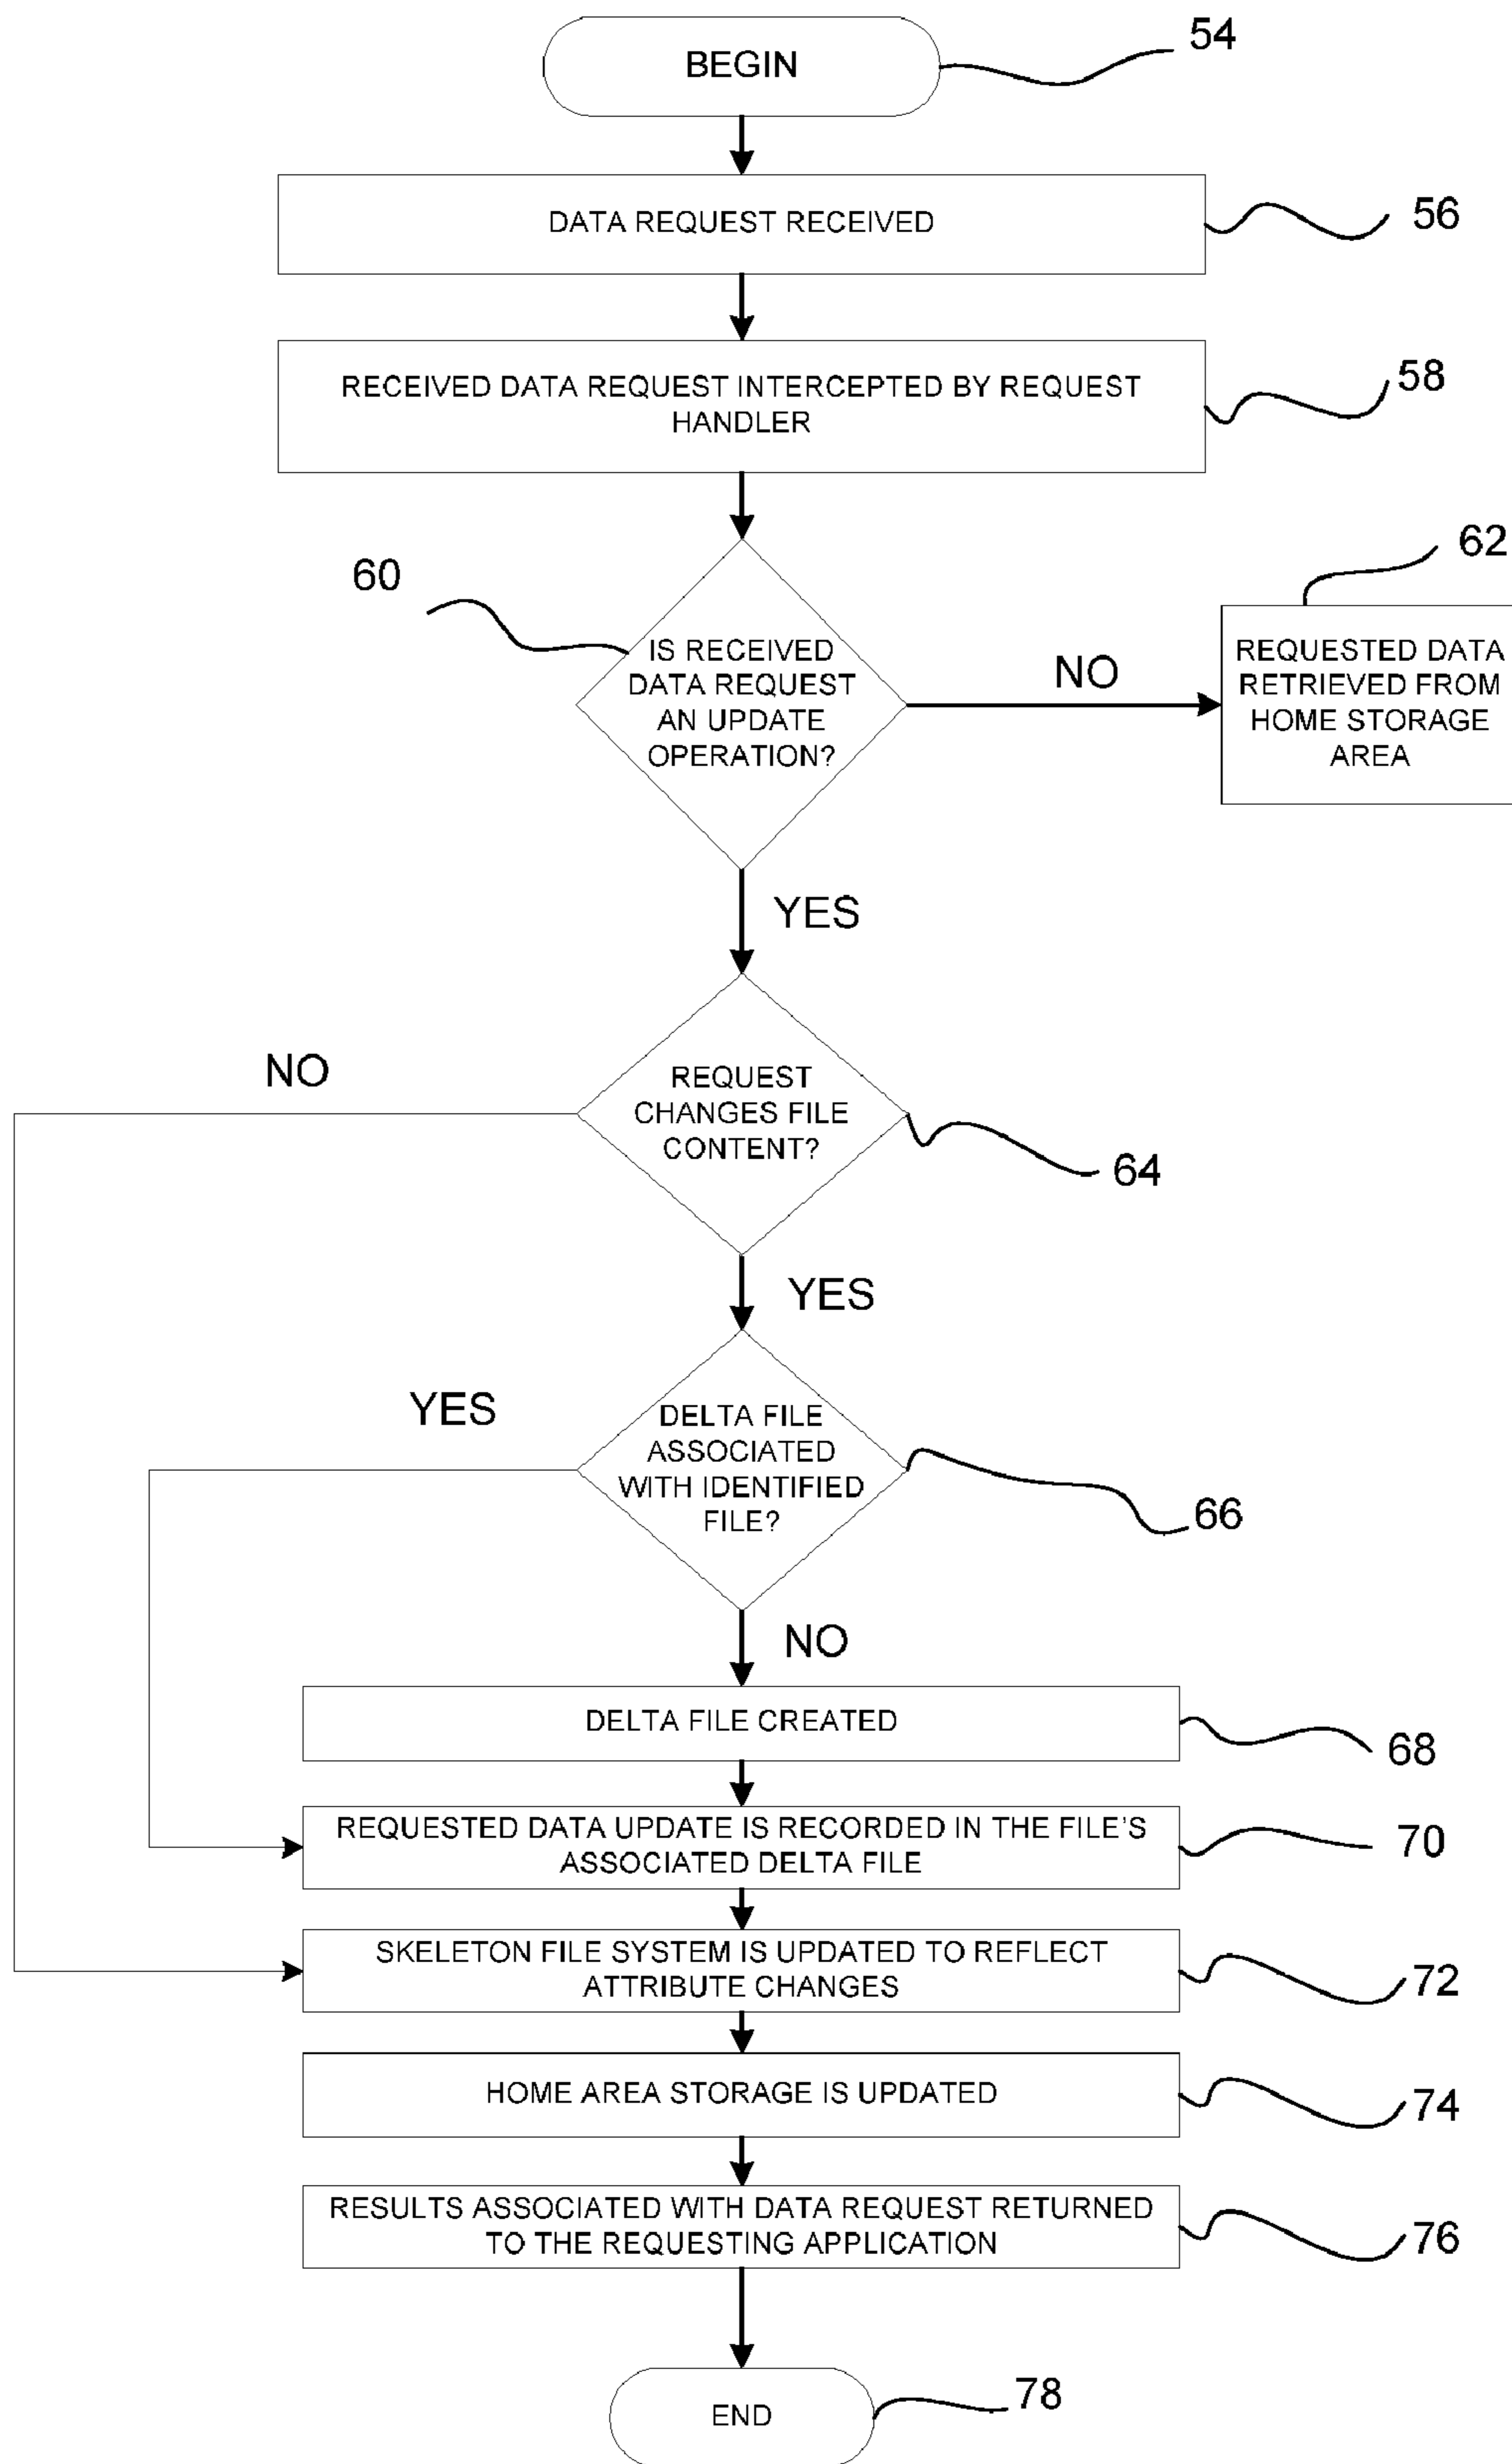 BEGIN
54
DATA REQUEST RECEIVED
56
RECEIVED DATA REQUEST INTERCEPTED BY REQUEST
HANDLER
58
60
IS RECEIVED
DATA REQUEST
AN UPDATE
OPERATION?
NO
62
REQUESTED DATA
RETRIEVED FROM
HOME STORAGE
AREA
YES
NO
REQUEST
CHANGES FILE
CONTENT?
64
YES
YES
DELTA FILE
ASSOCIATED
WITH IDENTIFIED
FILE?
66
NO
DELTA FILE CREATED
68
REQUESTED DATA UPDATE IS RECORDED IN THE FILE'S
ASSOCIATED DELTA FILE
70
SKELETON FILE SYSTEM IS UPDATED TO REFLECT
ATTRIBUTE CHANGES
72
HOME AREA STORAGE IS UPDATED
74
RESULTS ASSOCIATED WITH DATA REQUEST RETURNED
TO THE REQUESTING APPLICATION
76
END
78